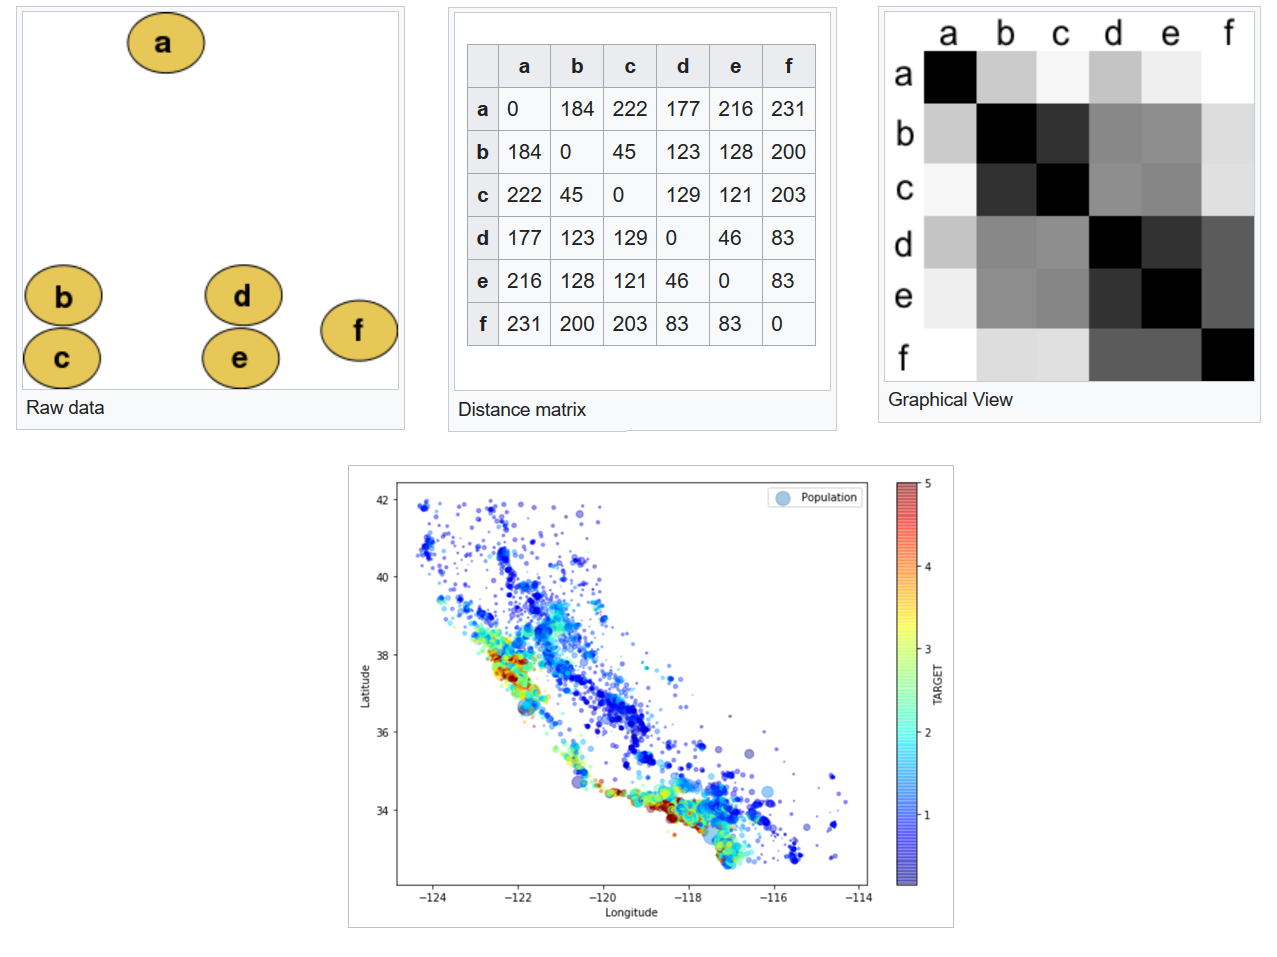 a
b
d
f
c
e
Raw data
a b c d e f
a 0 184 222 177 216 231
b 184 0 45 123 128 200
c 222 45 0 129 121 203
d 177 123 129 0 46 83
e 216 128 121 46 0 83
f 231 200 203 83 83 0
Distance matrix
a b c d e f
a
b
c
d
e
f
Graphical View
Population
42
40
38
36
34
Latitude
−124 −122 −120 −118 −116 −114
Longitude
5
4
3
2
1
TARGET